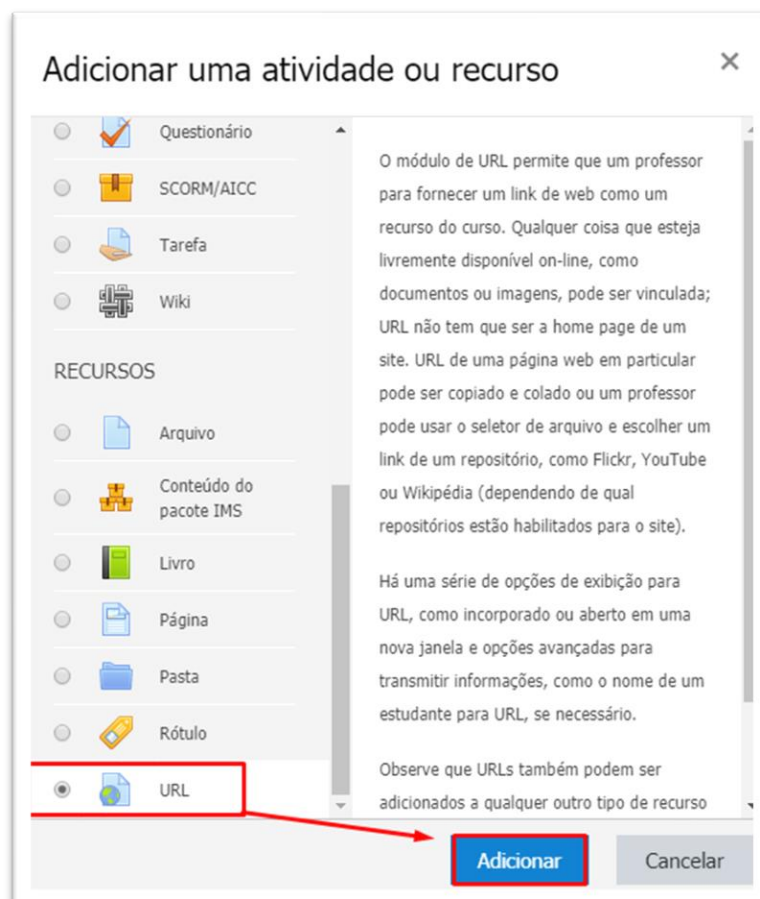 Adicionar uma atividade ou recurso
×
Questionário
SCORM/AICC
Tarefa
Wiki
RECURSOS
Arquivo
Conteúdo do
pacote IMS
Livro
Página
Pasta
Rótulo
URL
O módulo de URL permite que um professor
para fornecer um link de web como um
recurso do curso. Qualquer coisa que esteja
livremente disponível on-line, como
documentos ou imagens, pode ser vinculada;
URL não tem que ser a home page de um
site. URL de uma página web em particular
pode ser copiado e colado ou um professor
pode usar o seletor de arquivo e escolher um
link de um repositório, como Flickr, YouTube
ou Wikipédia (dependendo de qual
repositórios estão habilitados para o site).
Há uma série de opções de exibição para
URL, como incorporado ou aberto em uma
nova janela e opções avançadas para
transmitir informações, como o nome de um
estudante para URL, se necessário.
Observe que URLs também podem ser
adicionados a qualquer outro tipo de recurso
Adicionar
Cancelar